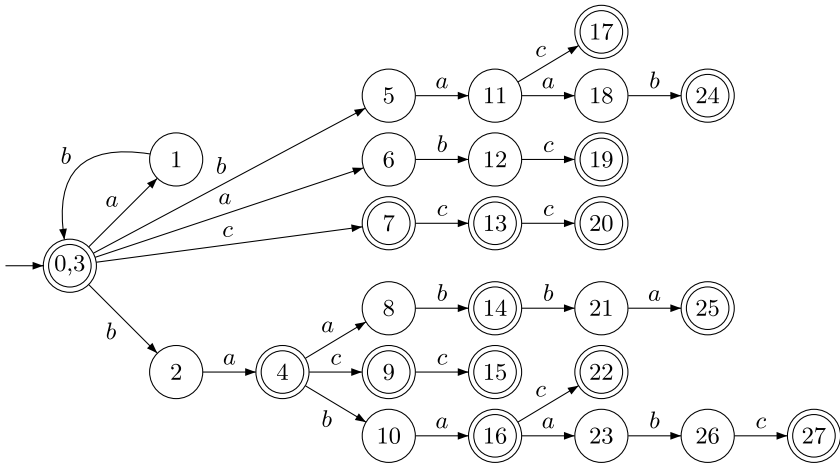 17
c
5 a 11 a 18 b 24
b 1 b 6 b 12 c 19
a a
c 7 c 13 c 20
0,3
8 b 14 b 21 a 25
b a
2 a 4 c 9 c 15 22
b c
10 a 16 a 23 b 26 c 27